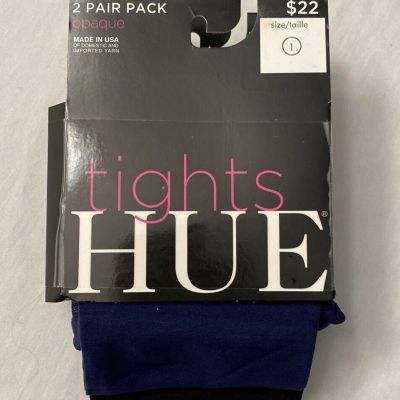 2 PAIR PACK
opaque
MADE IN USA
OF DOMESTIC AND
IMPORTED YARN
$22
size/taille
1
tights
HUE®